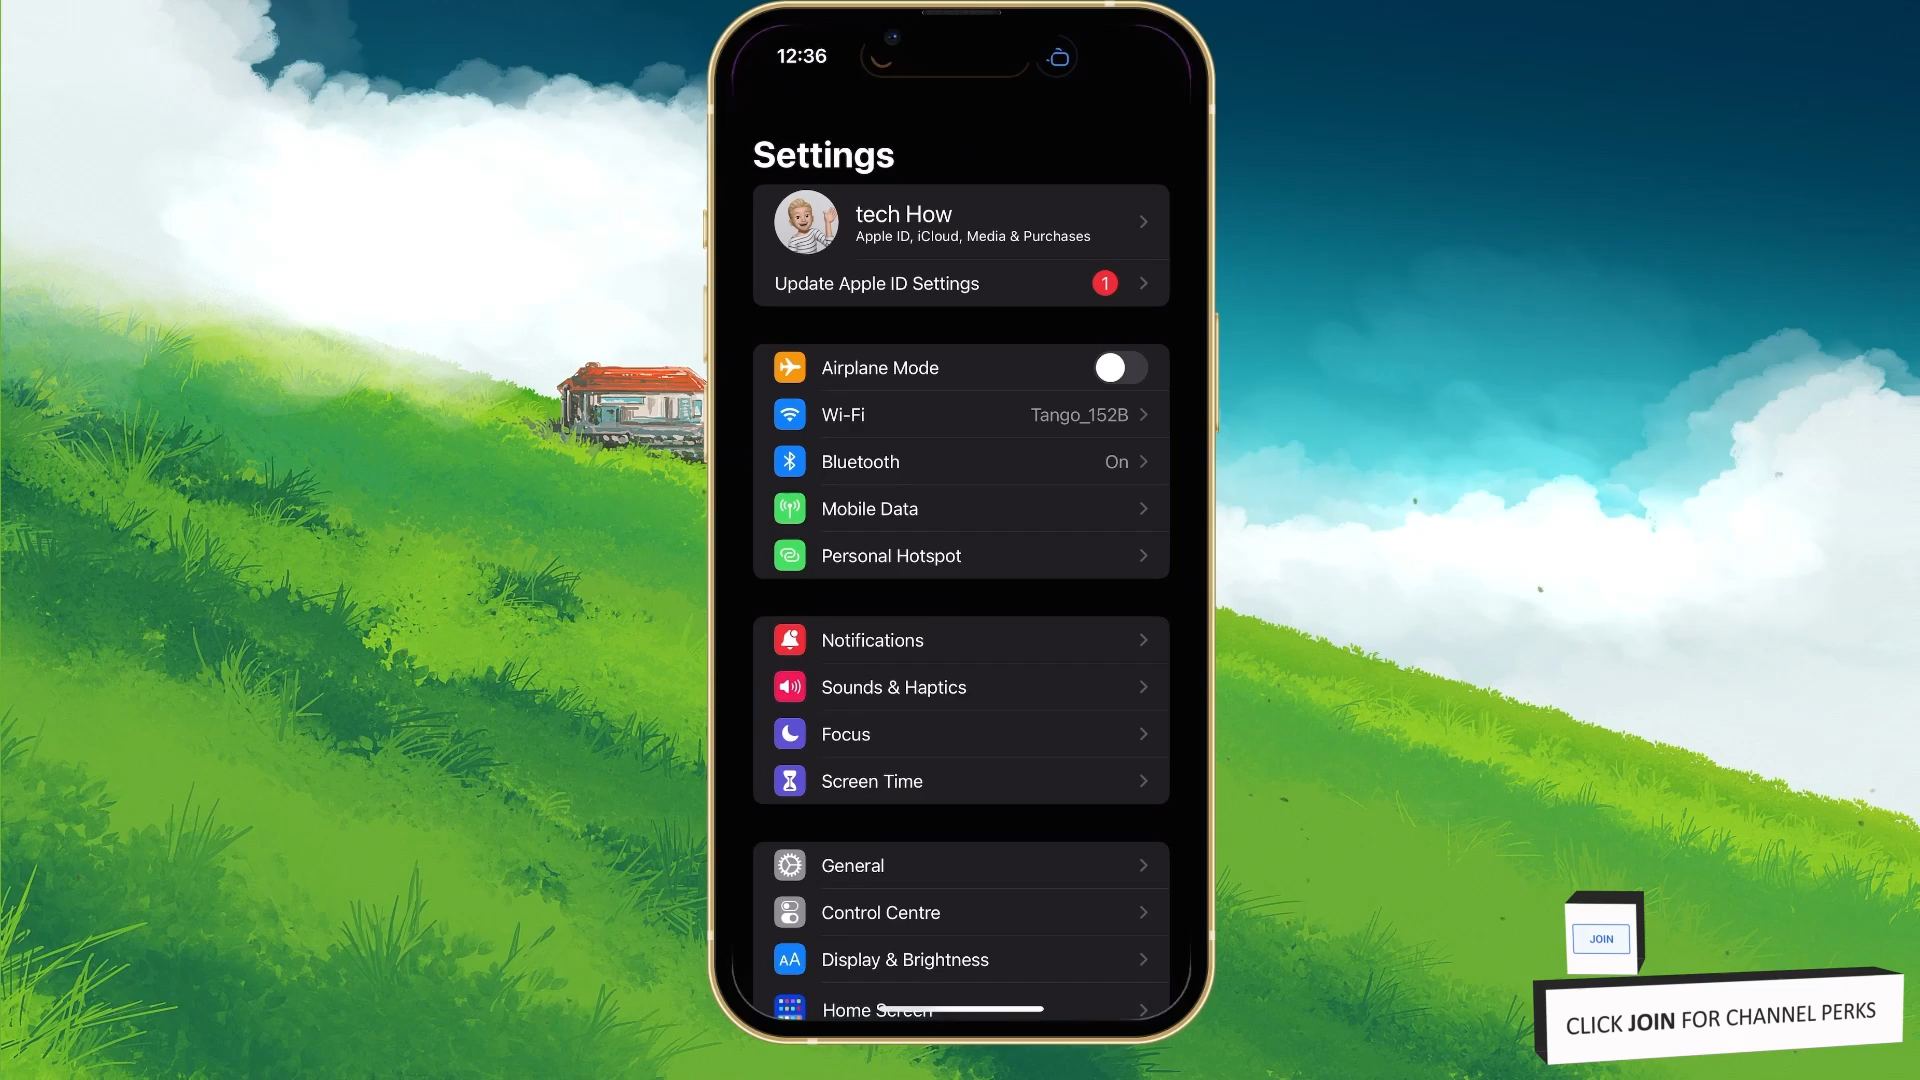 12:36
Settings
tech How
Apple ID, iCloud, Media & Purchases
Update Apple ID Settings
1
Airplane Mode
Wi-Fi
Tango_152B
Bluetooth
On
Mobile Data
Personal Hotspot
Notifications
Sounds & Haptics
Focus
Screen Time
General
Control Centre
AA
Display & Brightness
Home Screen
JOIN
CLICK JOIN FOR CHANNEL PERKS